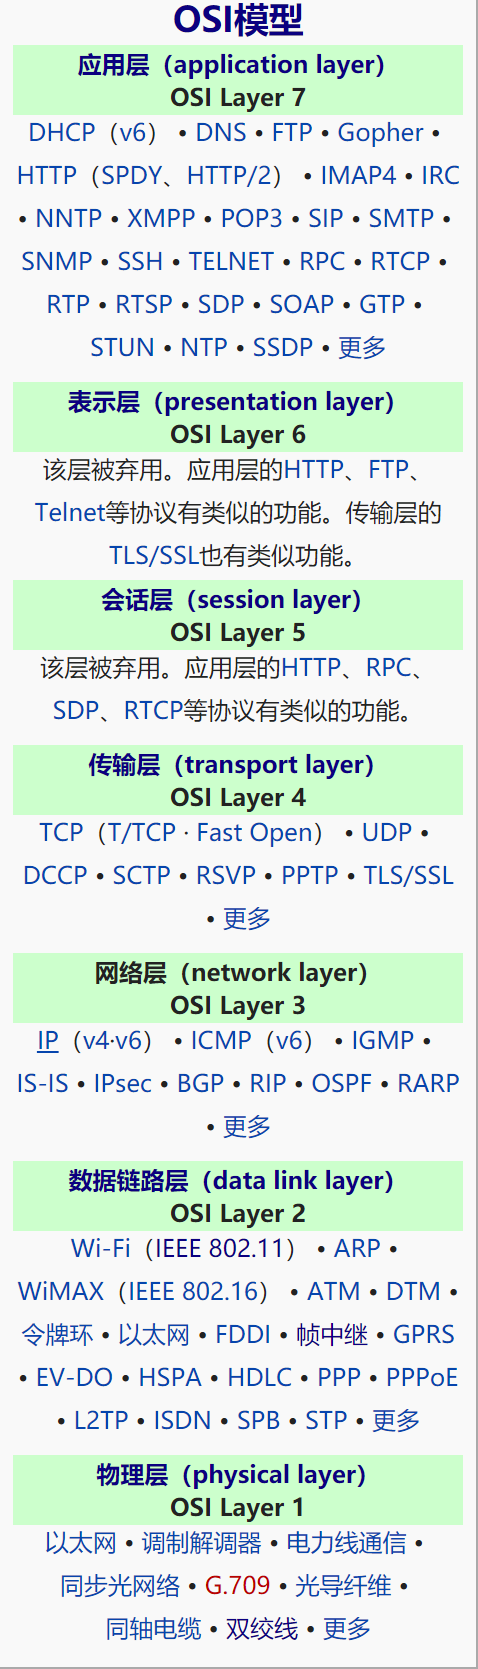 OSI模型
应用层（application layer）
OSI Layer 7
DHCP（v6） • DNS • FTP • Gopher •
HTTP（SPDY、HTTP/2） • IMAP4 • IRC
• NNTP • XMPP • POP3 • SIP • SMTP •
SNMP • SSH • TELNET • RPC • RTCP •
RTP • RTSP • SDP • SOAP • GTP •
STUN • NTP • SSDP • 更多
表示层（presentation layer）
OSI Layer 6
该层被弃用。应用层的HTTP、FTP、
Telnet等协议有类似的功能。传输层的
TLS/SSL也有类似功能。
会话层（session layer）
OSI Layer 5
该层被弃用。应用层的HTTP、RPC、
SDP、RTCP等协议有类似的功能。
传输层（transport layer）
OSI Layer 4
TCP（T/TCP · Fast Open） • UDP •
DCCP • SCTP • RSVP • PPTP • TLS/SSL
• 更多
网络层（network layer）
OSI Layer 3
IP（v4·v6） • ICMP（v6） • IGMP •
IS-IS • IPsec • BGP • RIP • OSPF • RARP
• 更多
数据链路层（data link layer）
OSI Layer 2
Wi-Fi（IEEE 802.11） • ARP •
WiMAX（IEEE 802.16） • ATM • DTM •
令牌环 • 以太网 • FDDI • 帧中继 • GPRS
• EV-DO • HSPA • HDLC • PPP • PPPoE
• L2TP • ISDN • SPB • STP • 更多
物理层（physical layer）
OSI Layer 1
以太网 • 调制解调器 • 电力线通信 •
同步光网络 • G.709 • 光导纤维 •
同轴电缆 • 双绞线 • 更多